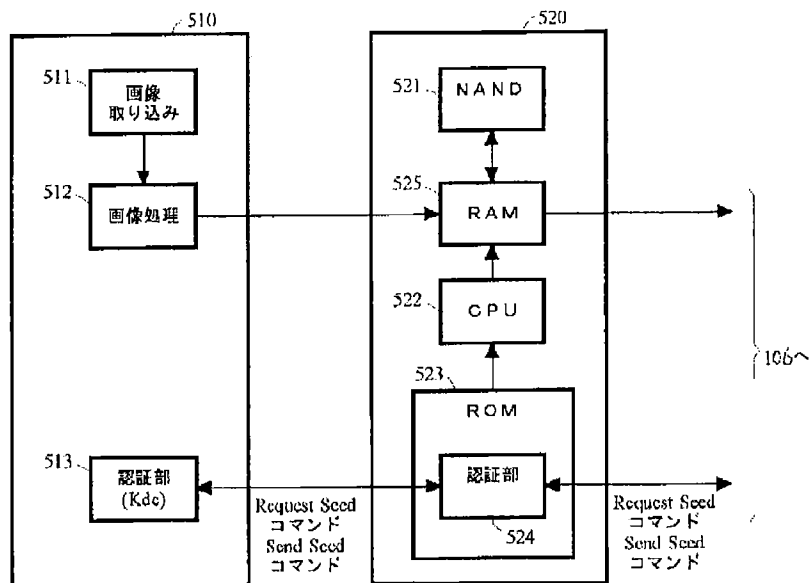 510
520
511
画像
取り込み
521
NAND
512
画像処理
525
RAM
522
CPU
106へ
523
ROM
513
認証部
(Kdc)
認証部
524
Request Seed
コマンド
Send Seed
コマンド
Request Seed
コマンド
Send Seed
コマンド